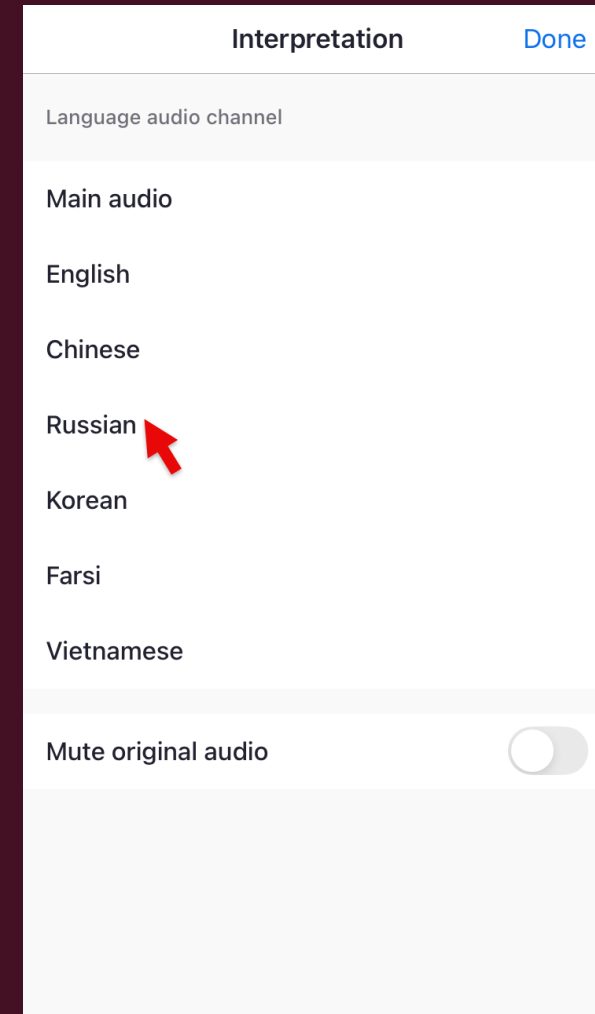 Interpretation Done
Language audio channel
Main audio
English
Chinese
Russian
Korean
Farsi
Vietnamese
Mute original audio